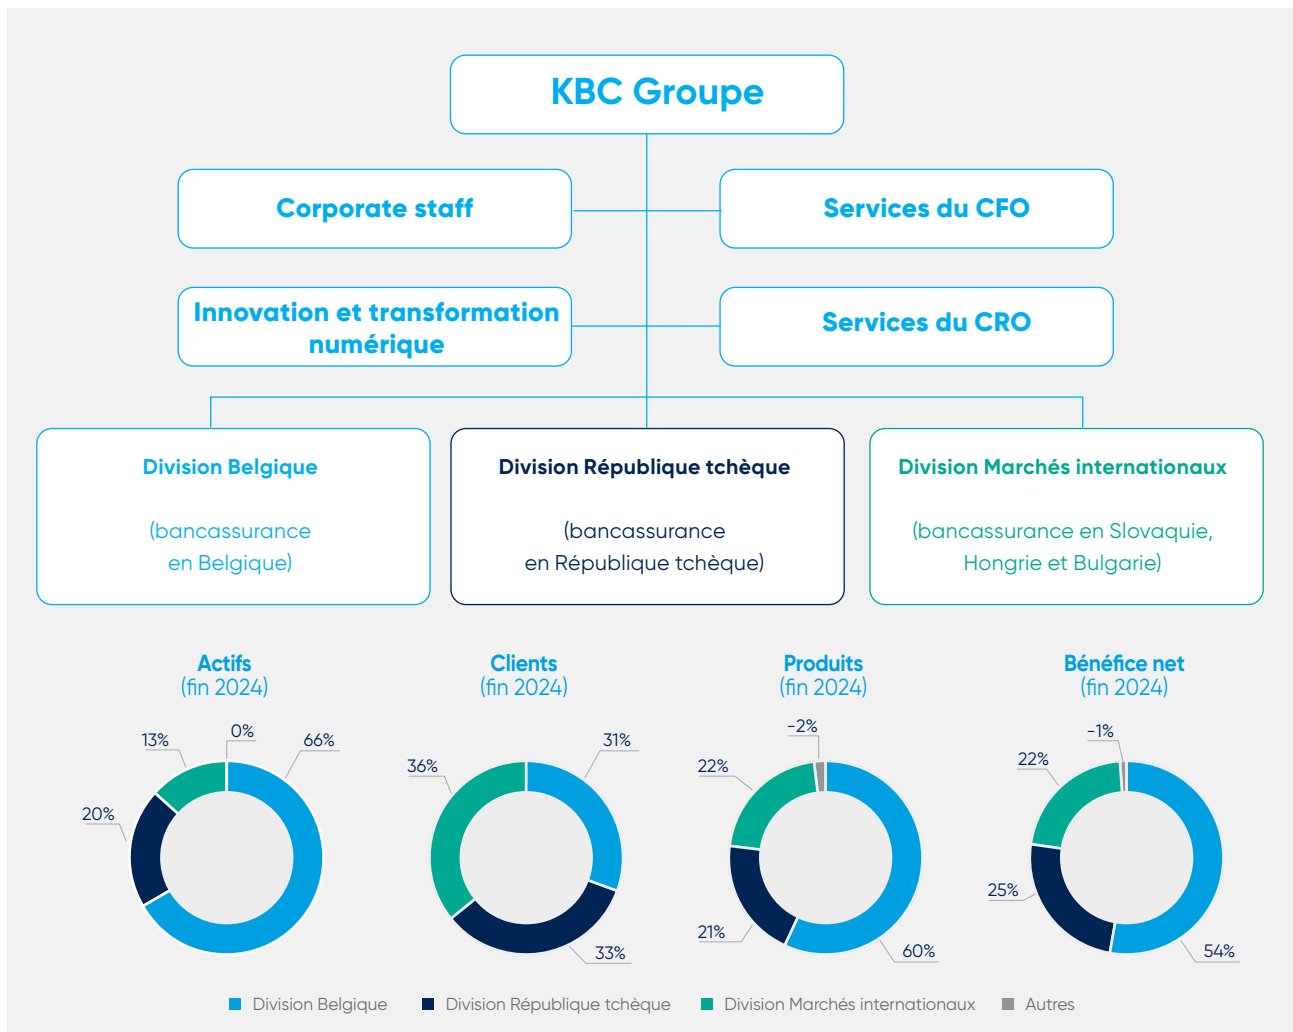 KBC Groupe
Corporate staff
Services du CFO
Innovation et transformation
numérique
Services du CRO
Division Belgique
(bancassurance
en Belgique)
Division République tchèque
(bancassurance
en République tchèque)
Division Marchés internationaux
(bancassurance en Slovaquie,
Hongrie et Bulgarie)
Actifs
(fin 2024)
0%
13%
66%
20%
Clients
(fin 2024)
31%
36%
33%
Produits
(fin 2024)
-2%
22%
21%
60%
Bénéfice net
(fin 2024)
-1%
22%
25%
54%
Division Belgique
Division République tchèque
Division Marchés internationaux
Autres